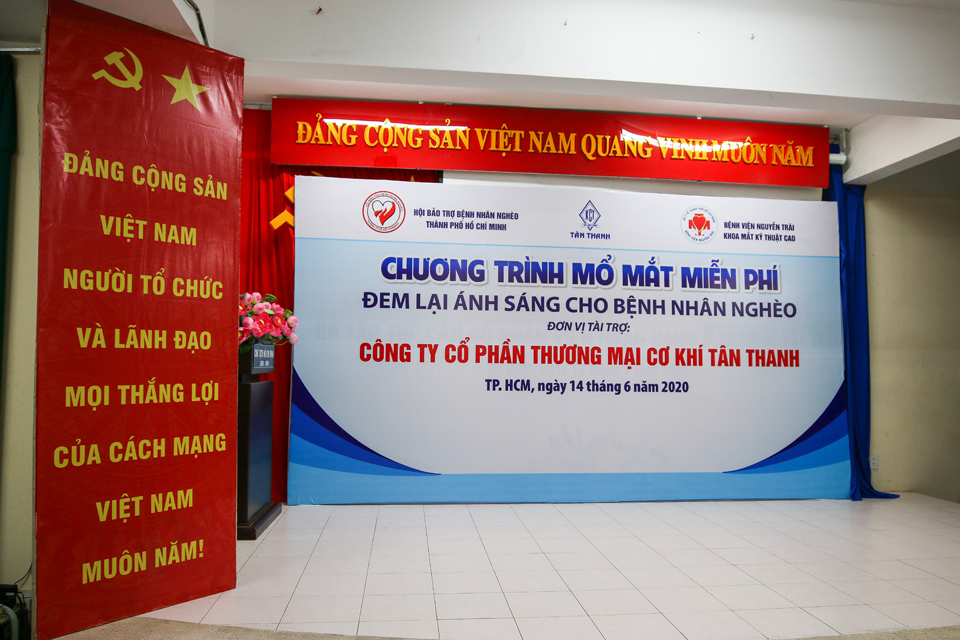 ĐẢNG CỘNG SẢN
VIỆT NAM
NGƯỜI TỔ CHỨC
VÀ LÃNH ĐẠO
MỌI THẮNG LỢI
CỦA CÁCH MẠNG
VIỆT NAM
MUÔN NĂM!
ĐẢNG CỘNG SẢN VIỆT NAM QUANG VINH MUÔN NĂM
HỘI BẢO TRỢ BỆNH NHÂN NGHÈO
THÀNH PHỐ HỒ CHÍ MINH
KCT
TÂN THANH
BỆNH VIỆN NGUYỄN TRÃI
KHOA MẮT KỸ THUẬT CAO
CHƯƠNG TRÌNH MỔ MẮT MIỄN PHÍ
ĐEM LẠI ÁNH SÁNG CHO BỆNH NHÂN NGHÈO
ĐƠN VỊ TÀI TRỢ:
CÔNG TY CỔ PHẦN THƯƠNG MẠI CƠ KHÍ TÂN THANH
TP. HCM, ngày 14 tháng 6 năm 2020